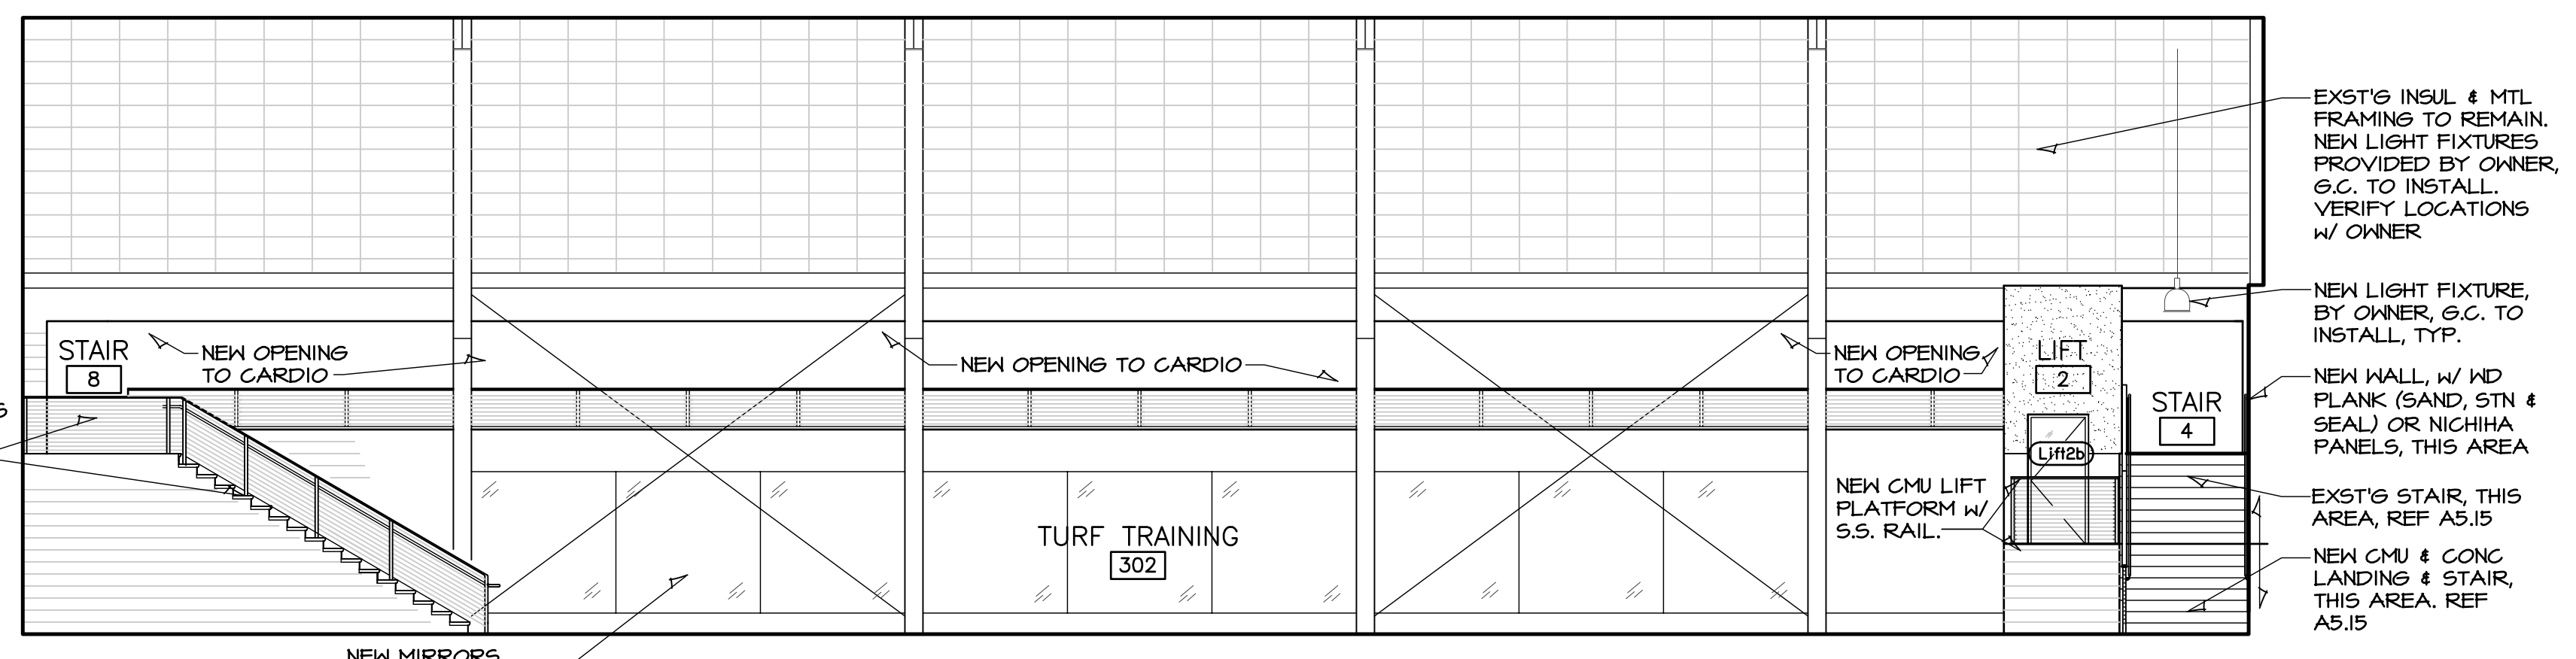 EXST'G INSUL & MTL
FRAMING TO REMAIN.
NEW LIGHT FIXTURES
PROVIDED BY OWNER,
G.C. TO INSTALL.
VERIFY LOCATIONS
w/ OWNER
NEW LIGHT FIXTURE,
BY OWNER, G.C. TO
INSTALL, TYP.
STAIR
8
NEW OPENING
TO CARDIO
NEW OPENING TO CARDIO
NEW OPENING
TO CARDIO
LIFT
2
STAIR
4
NEW WALL, w/ WD
PLANK (SAND, STN &
SEAL) OR NICHIHA
PANELS, THIS AREA
Lift2b
NEW CMU LIFT
PLATFORM w/
S.S. RAIL.
TURF TRAINING
302
EXST'G STAIR, THIS
AREA, REF A5.15
NEW CMU & CONC
LANDING & STAIR,
THIS AREA. REF
A5.15
NEW MIRRORS